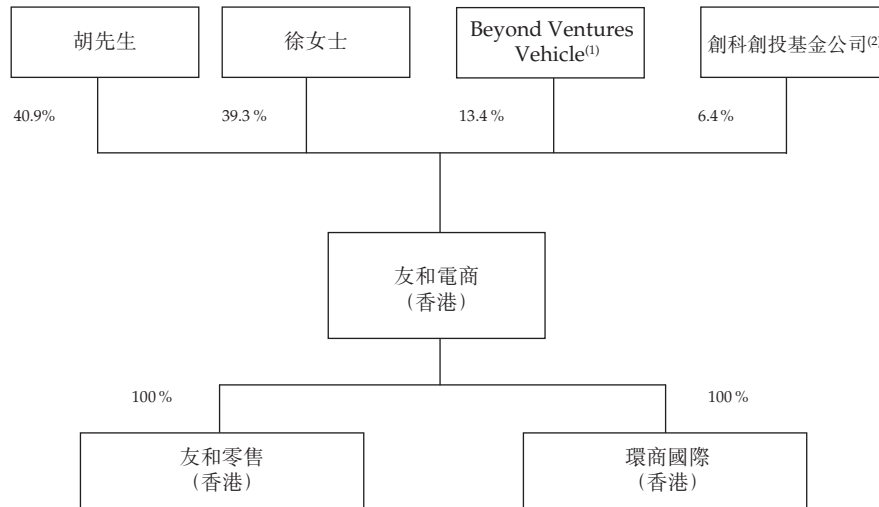 胡先生
徐女士
Beyond Ventures
Vehicle(1)
創科創投基金公司(2)
40.9%
39.3 %
13.4 %
6.4 %
友和電商
（香港）
100 %
100 %
友和零售
（香港）
環商國際
（香港）